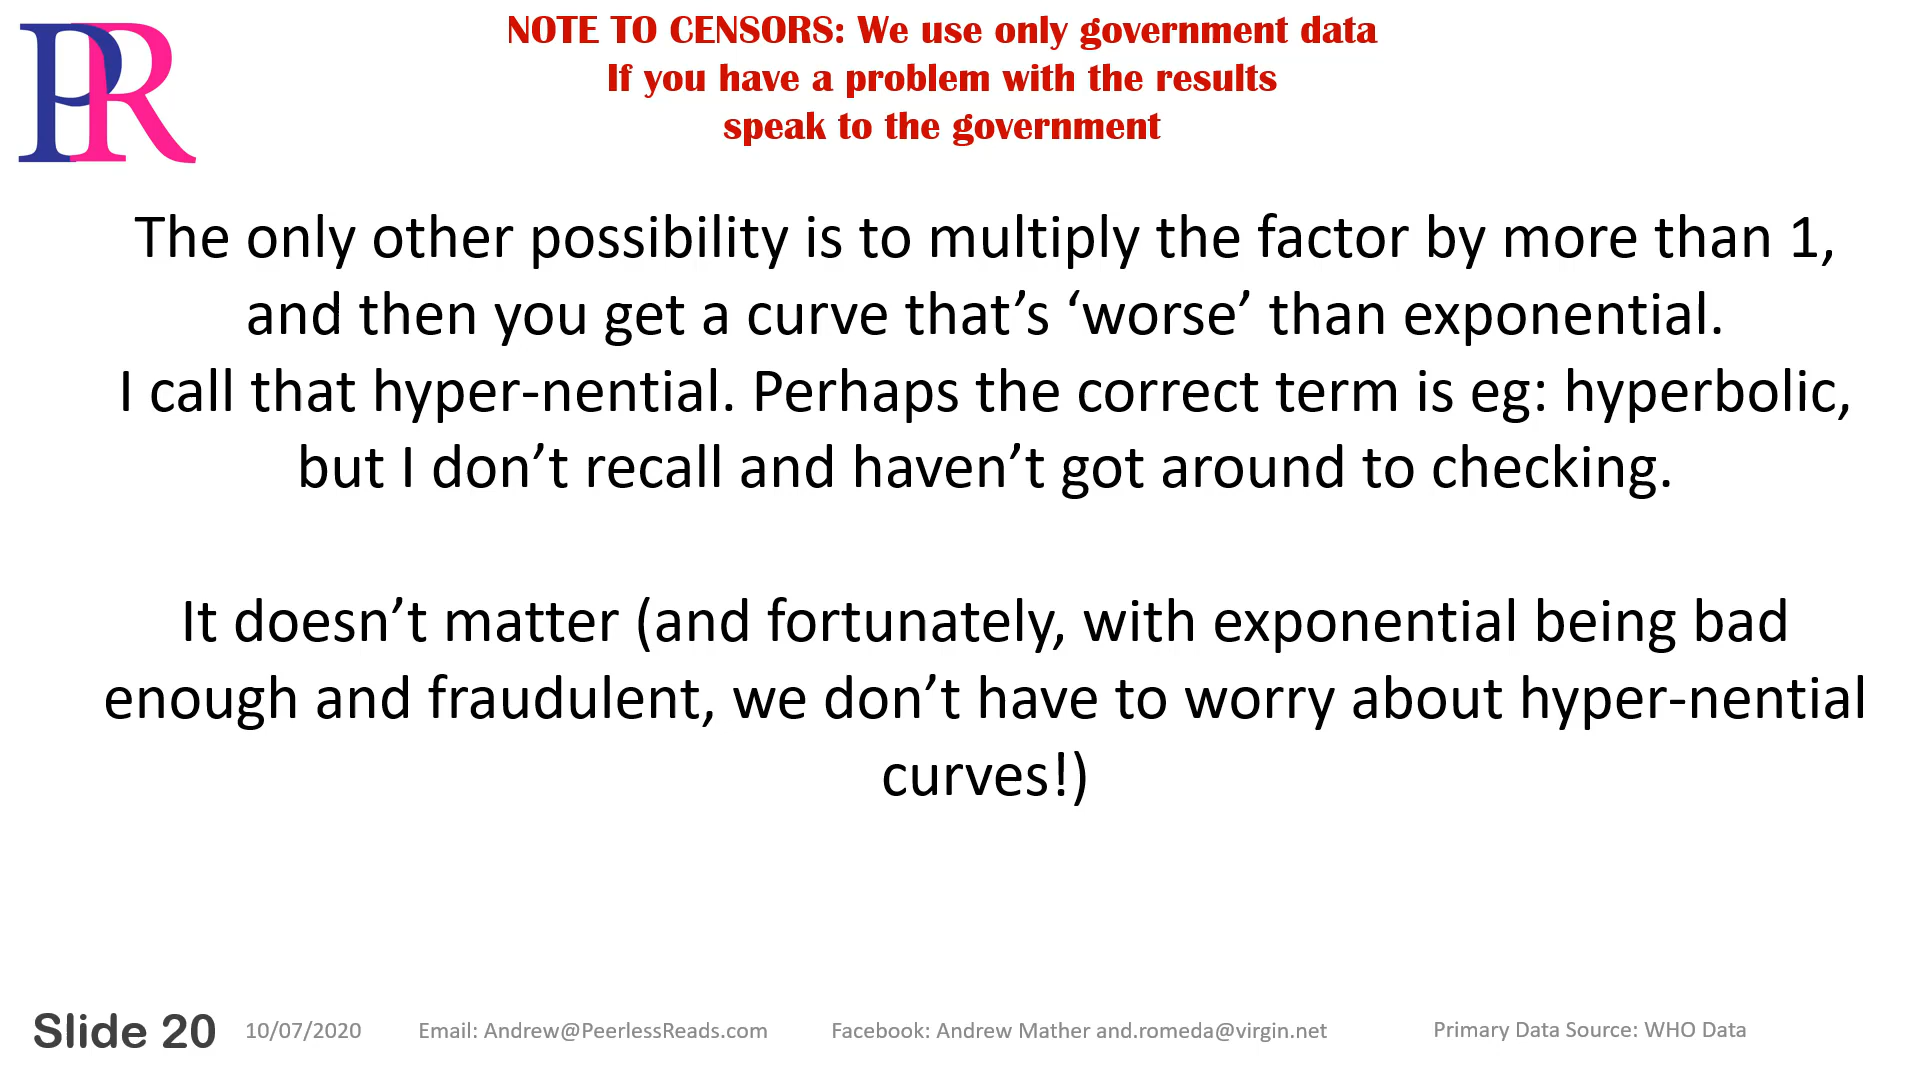 PR
NOTE TO CENSORS: We use only government data
If you have a problem with the results
speak to the government
The only other possibility is to multiply the factor by more than 1,
and then you get a curve that’s ‘worse’ than exponential.
I call that hyper-nential. Perhaps the correct term is eg: hyperbolic,
but I don’t recall and haven’t got around to checking.
It doesn’t matter (and fortunately, with exponential being bad
enough and fraudulent, we don’t have to worry about hyper-nential
curves!)
Slide 20 10/07/2020 Email: Andrew@PeerlessReads.com Facebook: Andrew Mather and.romeda@virgin.net Primary Data Source: WHO Data